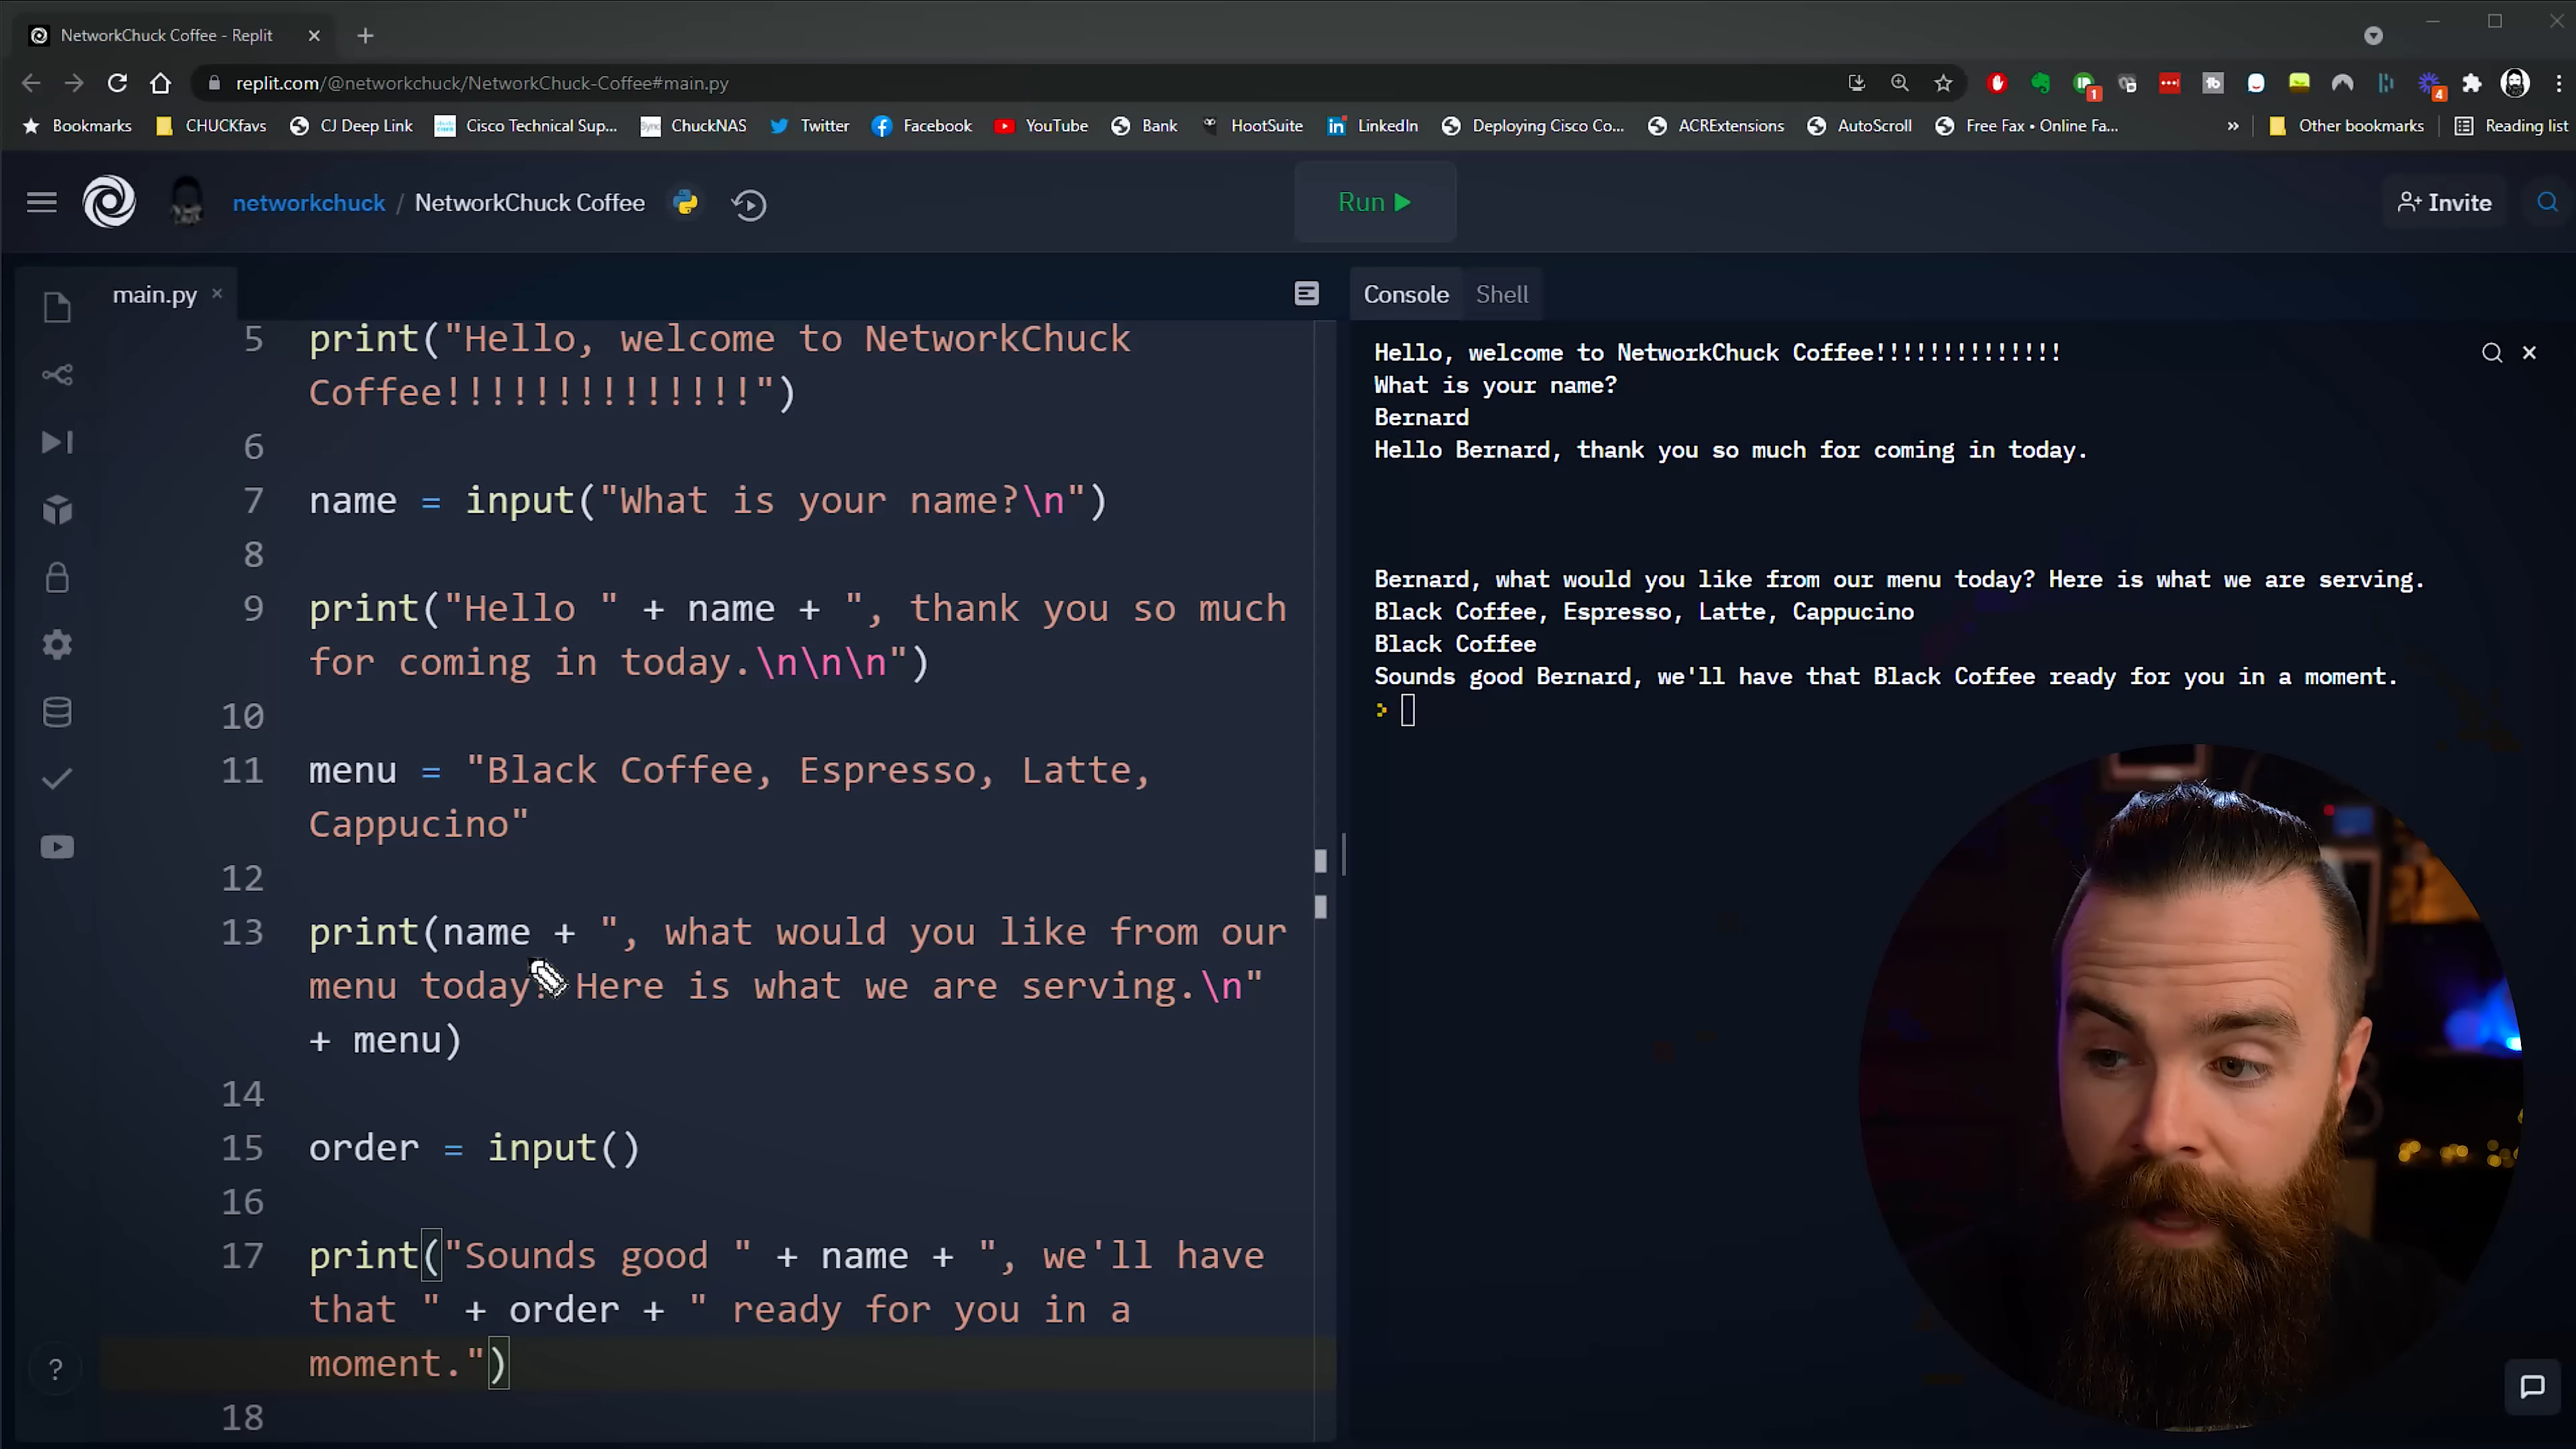 NetworkChuck Coffee - Replit
replit.com/@networkchuck/NetworkChuck-Coffee#main.py
1
4
Bookmarks CHUCKfavs CJ Deep Link Cisco Technical Sup... Sync ChuckNAS Twitter Facebook YouTube Bank HootSuite LinkedIn Deploying Cisco Co... ACRExtensions AutoScroll Free Fax • Online Fa... » Other bookmarks Reading list
networkchuck / NetworkChuck Coffee Run Invite
main.py
Console Shell
5 print("Hello, welcome to NetworkChuck
Coffee!!!!!!!!!!!!!!")
6
7 name = input("What is your name?\n")
8
9 print("Hello " + name + ", thank you so much
for coming in today.\n\n\n")
10
11 menu = "Black Coffee, Espresso, Latte,
Cappucino"
12
13 print(name + ", what would you like from our
menu today? Here is what we are serving.\n"
+ menu)
14
15 order = input()
16
17 print("Sounds good " + name + ", we'll have
that " + order + " ready for you in a
moment.")
18
?
Hello, welcome to NetworkChuck Coffee!!!!!!!!!!!!!!
What is your name?
Bernard
Hello Bernard, thank you so much for coming in today.
Bernard, what would you like from our menu today? Here is what we are serving.
Black Coffee, Espresso, Latte, Cappucino
Black Coffee
Sounds good Bernard, we'll have that Black Coffee ready for you in a moment.
>